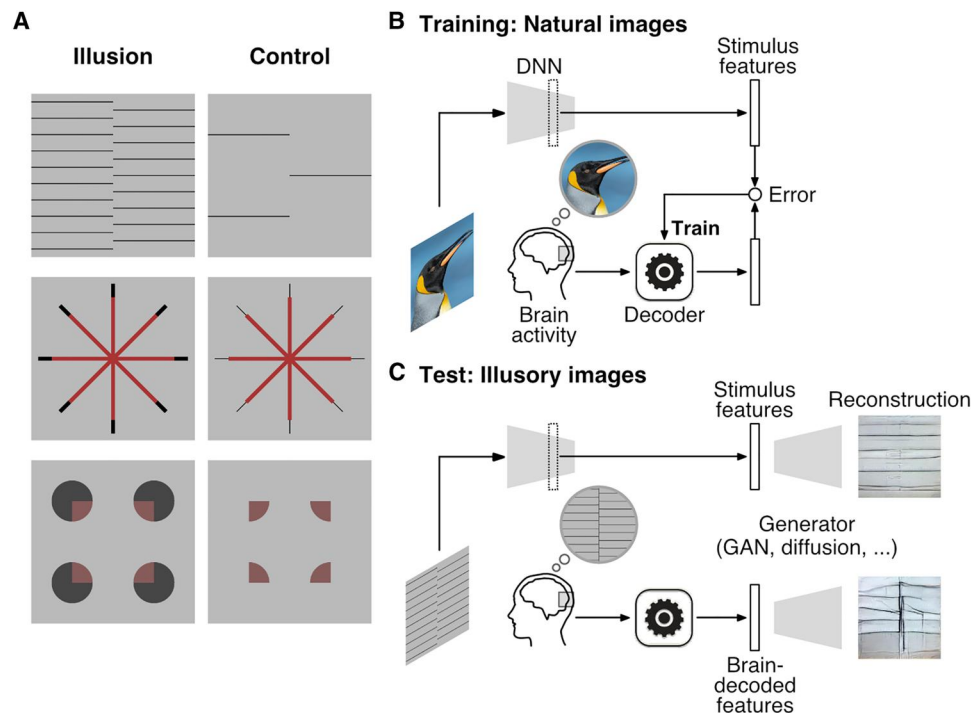 A
Illusion
Control
B Training: Natural images
DNN
Stimulus
features
Error
Train
Brain
activity
Decoder
C Test: Illusory images
Stimulus
features
Reconstruction
Generator
(GAN, diffusion, ...)
Brain-
decoded
features